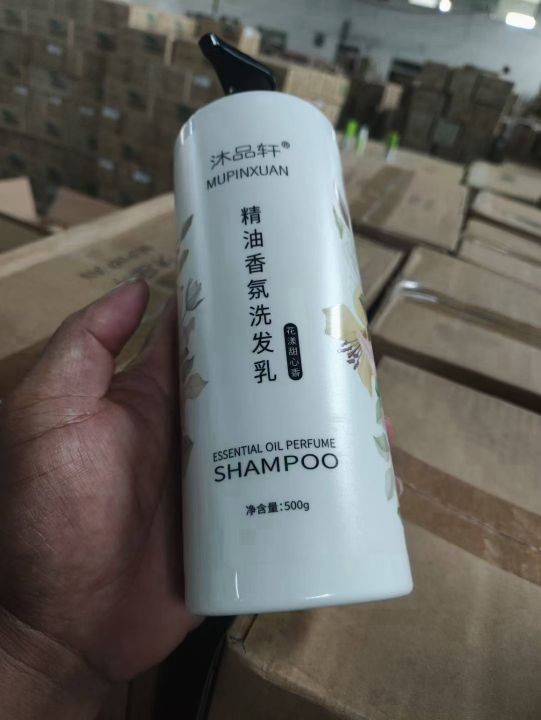 沐品轩®
MUPINXUAN
精油香氛洗发乳
花漾甜心香
ESSENTIAL OIL PERFUME
SHAMPOO
净含量:500g